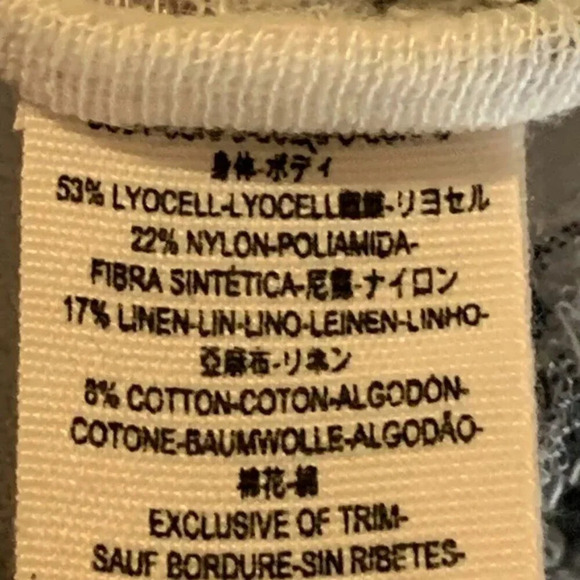 身体-ボディ
53% LYOCELL-LYOCELL-リヨセル
22% NYLON-POLIAMIDA-
FIBRA SINTÉTICA-尼龍-ナイロン
17% LINEN-LIN-LINO-LEINEN-LINHO-
亞麻布-リネン
8% COTTON-COTON-ALGODÓN-
COTONE-BAUMWOLLE-ALGODÃO-
棉花-綿
EXCLUSIVE OF TRIM-
SAUF BORDURE-SIN RIBETES-